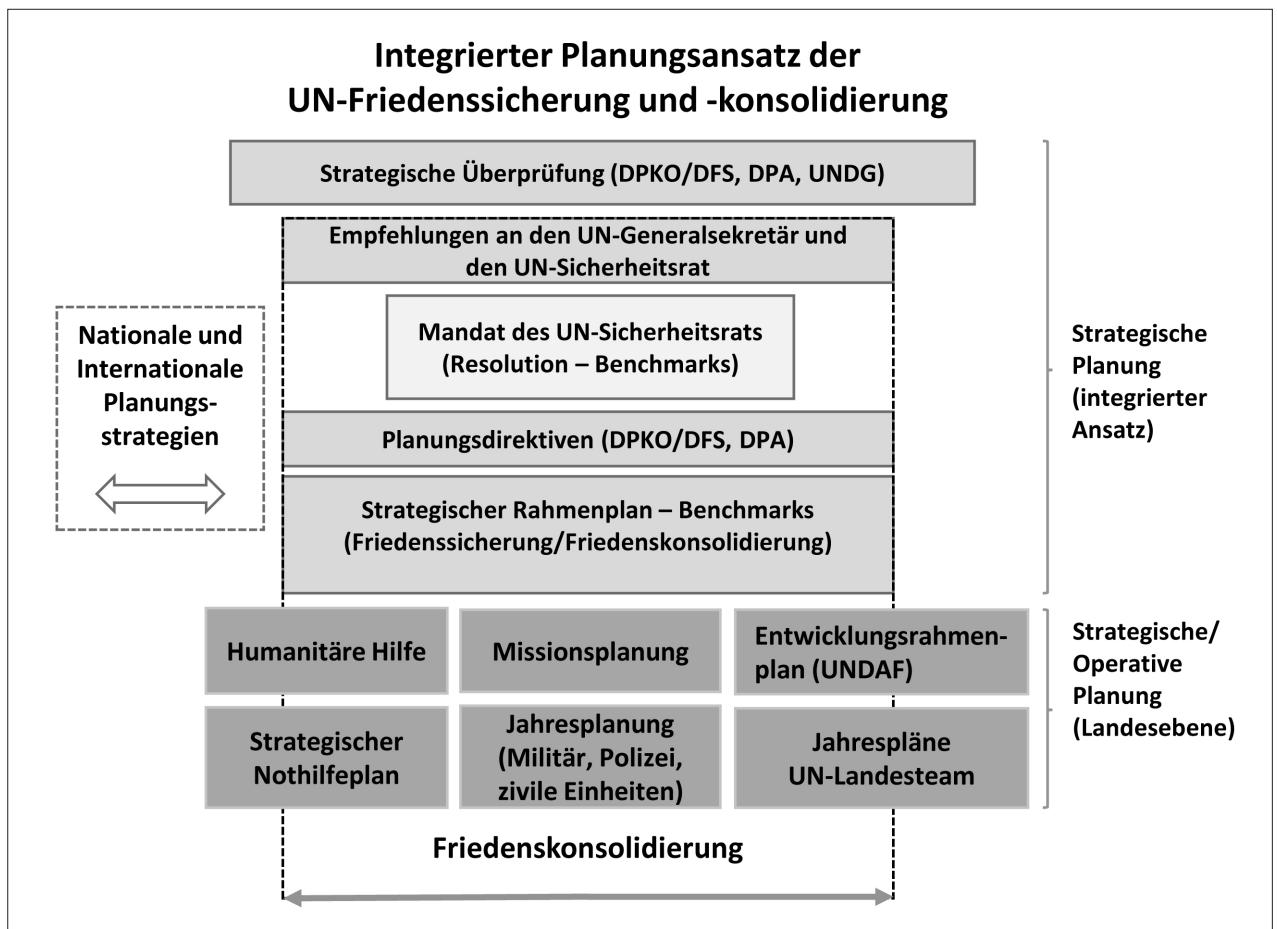 Integrierter Planungsansatz der
UN-Friedenssicherung und -konsolidierung
Strategische Überprüfung (DPKO/DFS, DPA, UNDG)
Empfehlungen an den UN-Generalsekretär und
den UN-Sicherheitsrat
Mandat des UN-Sicherheitsrats
(Resolution – Benchmarks)
Nationale und
Internationale
Planungs-
strategien
Planungsdirektiven (DPKO/DFS, DPA)
Strategischer Rahmenplan – Benchmarks
(Friedenssicherung/Friedenskonsolidierung)
Strategische
Planung
(integrierter
Ansatz)
Humanitäre Hilfe
Missionsplanung
Entwicklungsrahmen-
plan (UNDAF)
Strategischer
Nothilfeplan
Jahresplanung
(Militär, Polizei,
zivile Einheiten)
Jahrespläne
UN-Landesteam
Strategische/
Operative
Planung
(Landesebene)
Friedenskonsolidierung